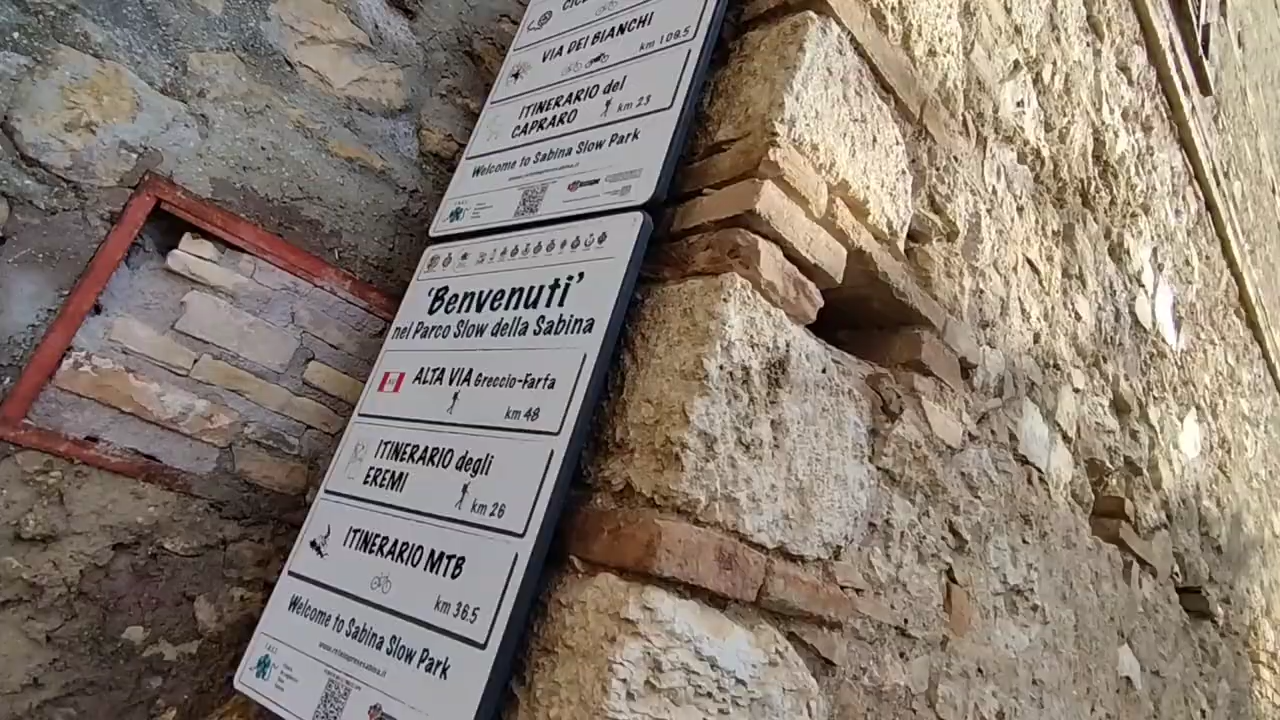 VIA DEI BIANCHI
km 108.5
ITINERARIO del
CAPRARO
km 23
Welcome to Sabina Slow Park
'Benvenuti'
nel Parco Slow della Sabina
ALTA VIA Greccio-Farfa
km 48
ITINERARIO degli
EREMI
km 26
ITINERARIO MTB
km 36.5
Welcome to Sabina Slow Park
www.reteimpresesabina.it